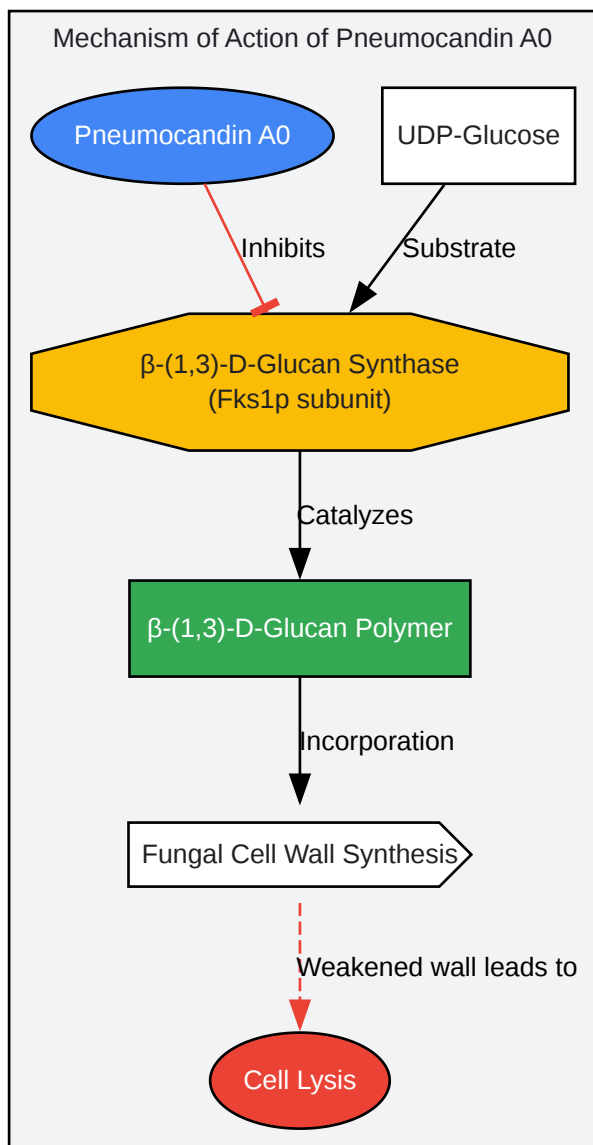 Mechanism of Action of Pneumocandin A0
Pneumocandin A0
UDP-Glucose
Inhibits
Substrate
β-(1,3)-D-Glucan Synthase
(Fks1p subunit)
Catalyzes
β-(1,3)-D-Glucan Polymer
Incorporation
Fungal Cell Wall Synthesis
Weakened wall leads to
Cell Lysis